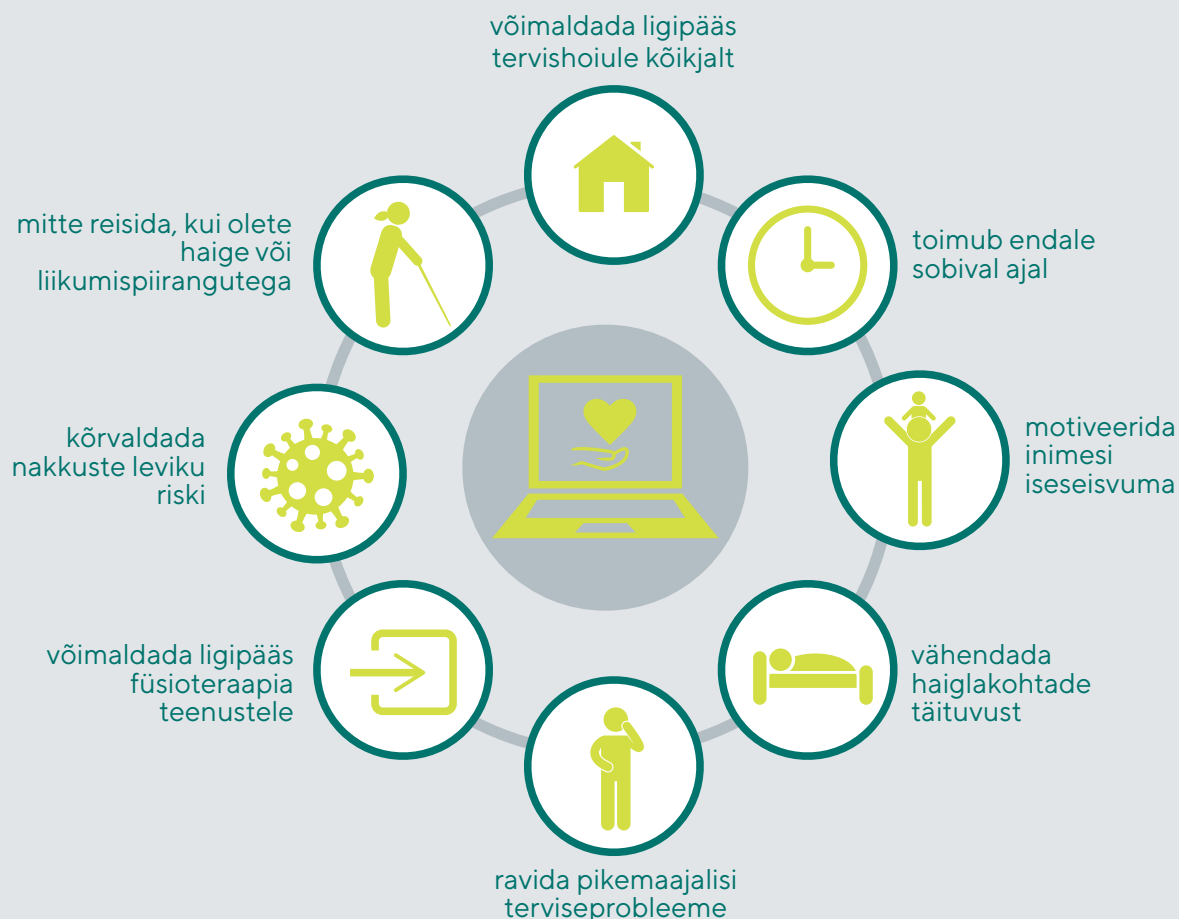 võimaldada ligipääs
tervishoiule kõikjalt
toimub endale
sobival ajal
motiveerida
inimesi
iseseisvuma
vähendada
haiglakohtade
täituvust
ravida pikemaajalisi
terviseprobleeme
võimaldada ligipääs
füsioteraapia
teenustele
kõrvaldada
nakkuste leviku
riski
mitte reisida, kui olete
haige või
liikumispiirangutega